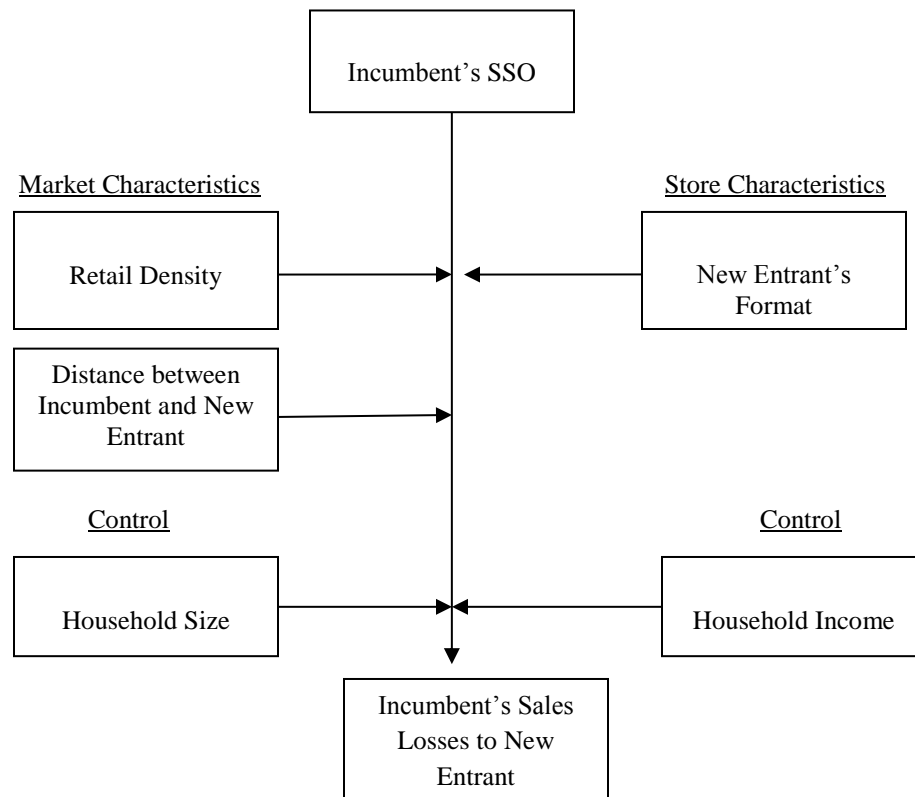 Incumbent’s SSO
Market Characteristics
Store Characteristics
Retail Density
New Entrant’s
Format
Distance between
Incumbent and New
Entrant
Control
Control
Household Size
Household Income
Incumbent’s Sales
Losses to New
Entrant